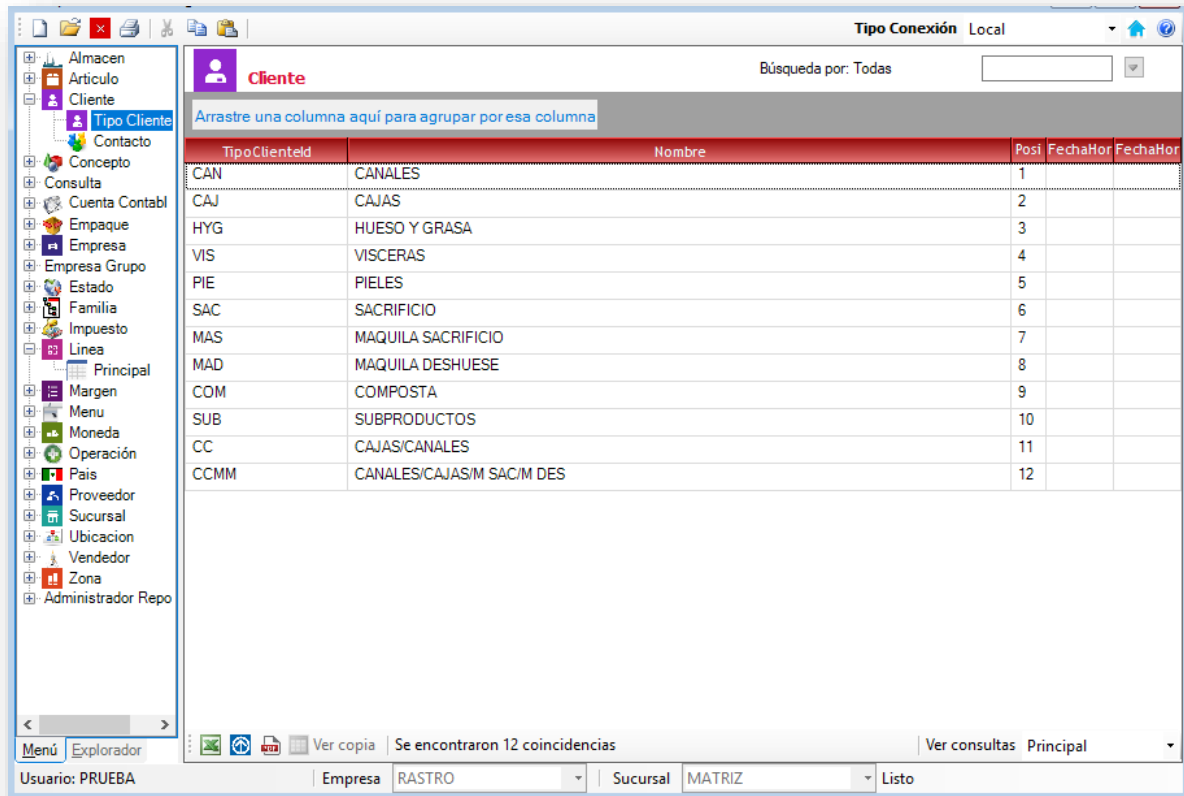 Tipo Conexión Local
Almacen
Articulo
Cliente
Tipo Cliente
Contacto
Concepto
Consulta
Cuenta Contabl
Empaque
Empresa
Empresa Grupo
Estado
Familia
Impuesto
Linea
Principal
Margen
Menu
Moneda
Operación
Pais
Proveedor
Sucursal
Ubicacion
Vendedor
Zona
Administrador Repo
Menú Explorador
Cliente Búsqueda por: Todas
Arrastre una columna aquí para agrupar por esa columna
TipoClienteId Nombre Posi FechaHor FechaHor
CAN CANALES 1
CAJ CAJAS 2
HYG HUESO Y GRASA 3
VIS VISCERAS 4
PIE PIELES 5
SAC SACRIFICIO 6
MAS MAQUILA SACRIFICIO 7
MAD MAQUILA DESHUESE 8
COM COMPOSTA 9
SUB SUBPRODUCTOS 10
CC CAJAS/CANALES 11
CCMM CANALES/CAJAS/M SAC/M DES 12
Ver copia Se encontraron 12 coincidencias Ver consultas Principal
Usuario: PRUEBA Empresa RASTRO Sucursal MATRIZ Listo